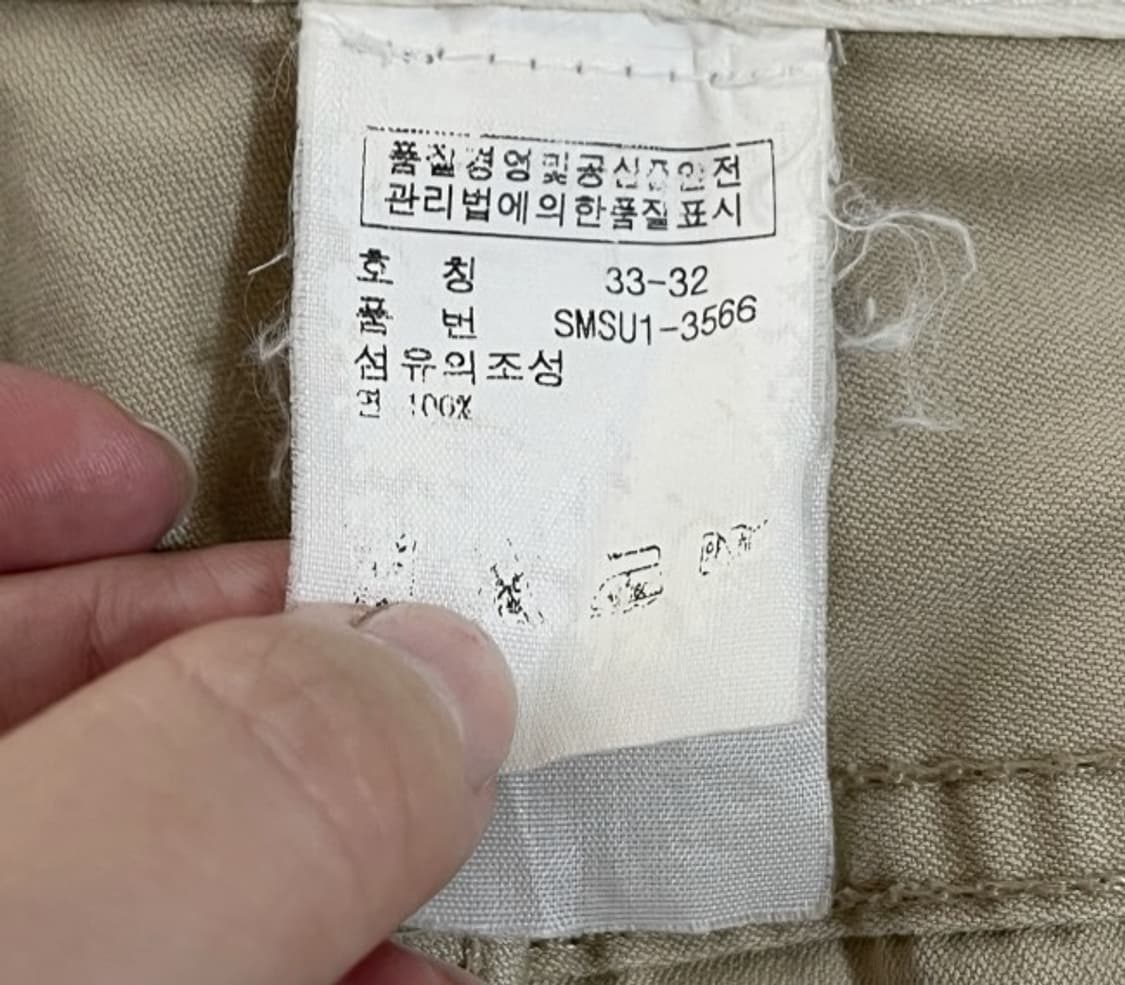 품질경영및공산품안전
관리법에의한품질표시
호 칭 33-32
품 번 SMSU1-3566
섬유의조성
면 100%